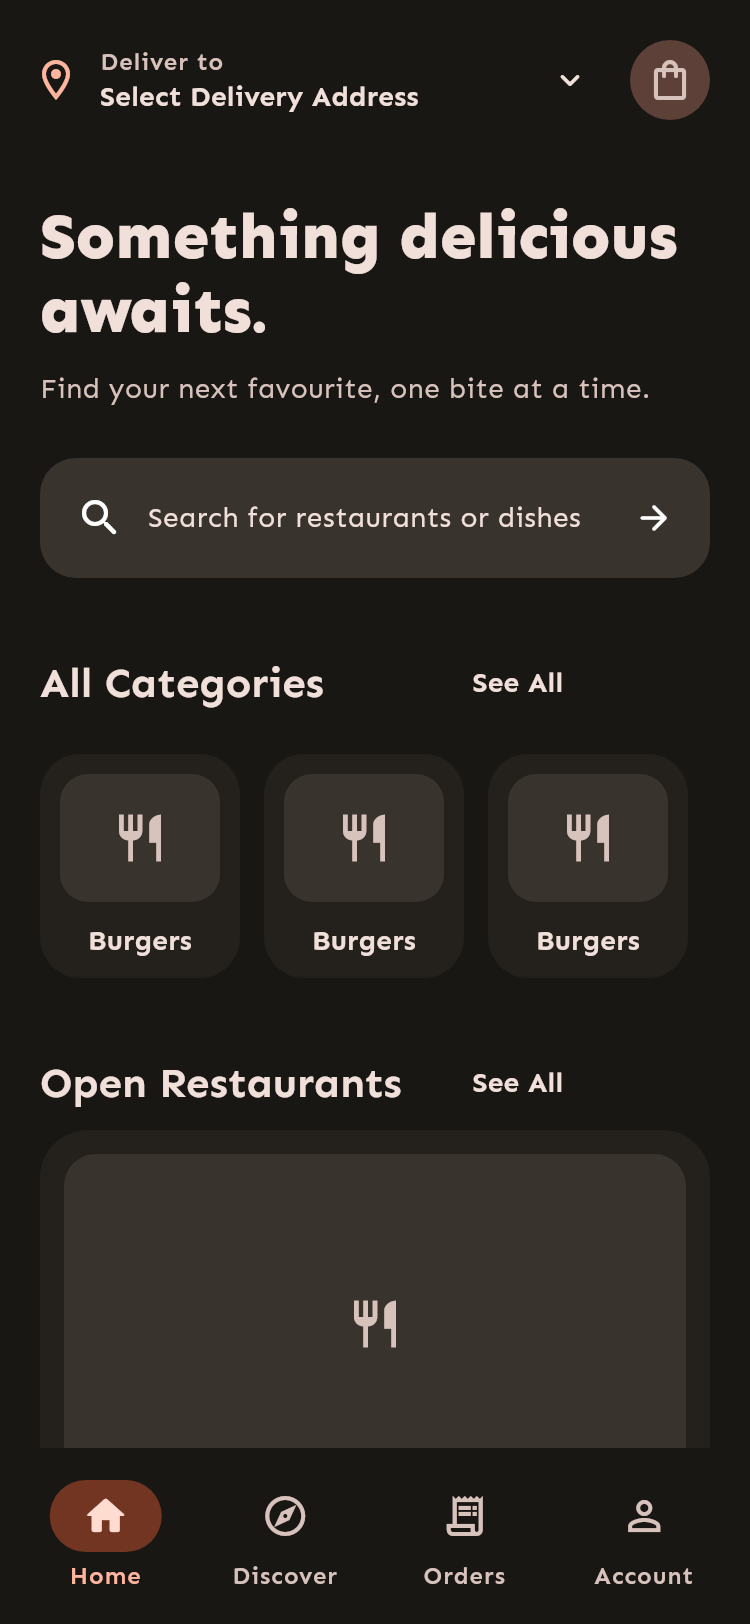 Deliver to
Select Delivery Address
Something delicious
awaits.
Find your next favourite, one bite at a time.
Search for restaurants or dishes
All Categories
See All
Burgers
Burgers
Burgers
Open Restaurants
See All
Home
Discover
Orders
Account